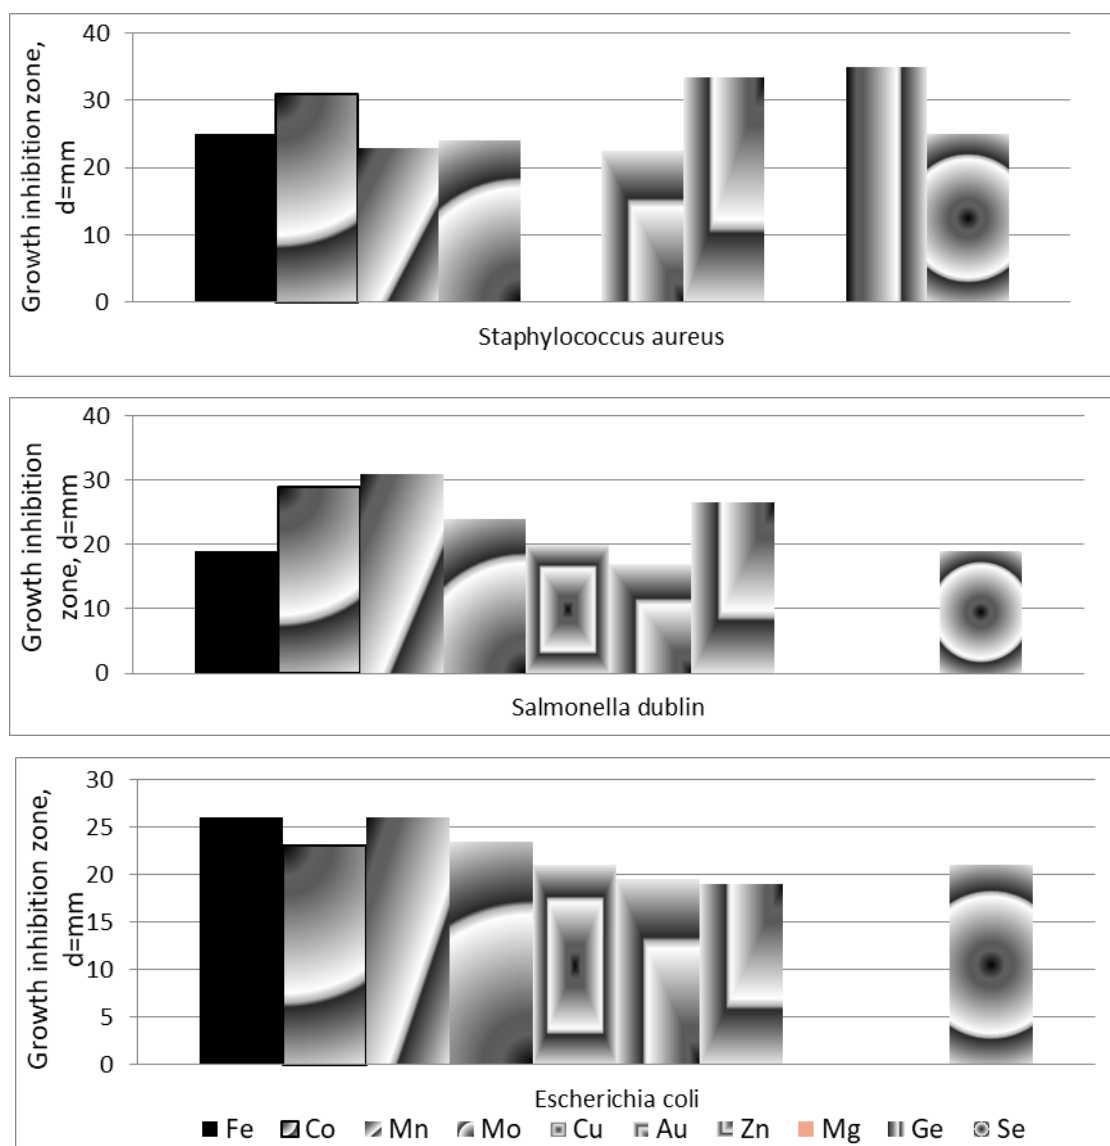 Growth inhibition zone,
d=mm
40
30
20
10
0
Staphylococcus aureus
Growth inhibition
zone, d=mm
40
30
20
10
0
Salmonella dublin
Growth inhibition zone,
d=mm
30
25
20
15
10
5
0
Escherichia coli
Fe Co Mn Mo Cu Au Zn Mg Ge Se